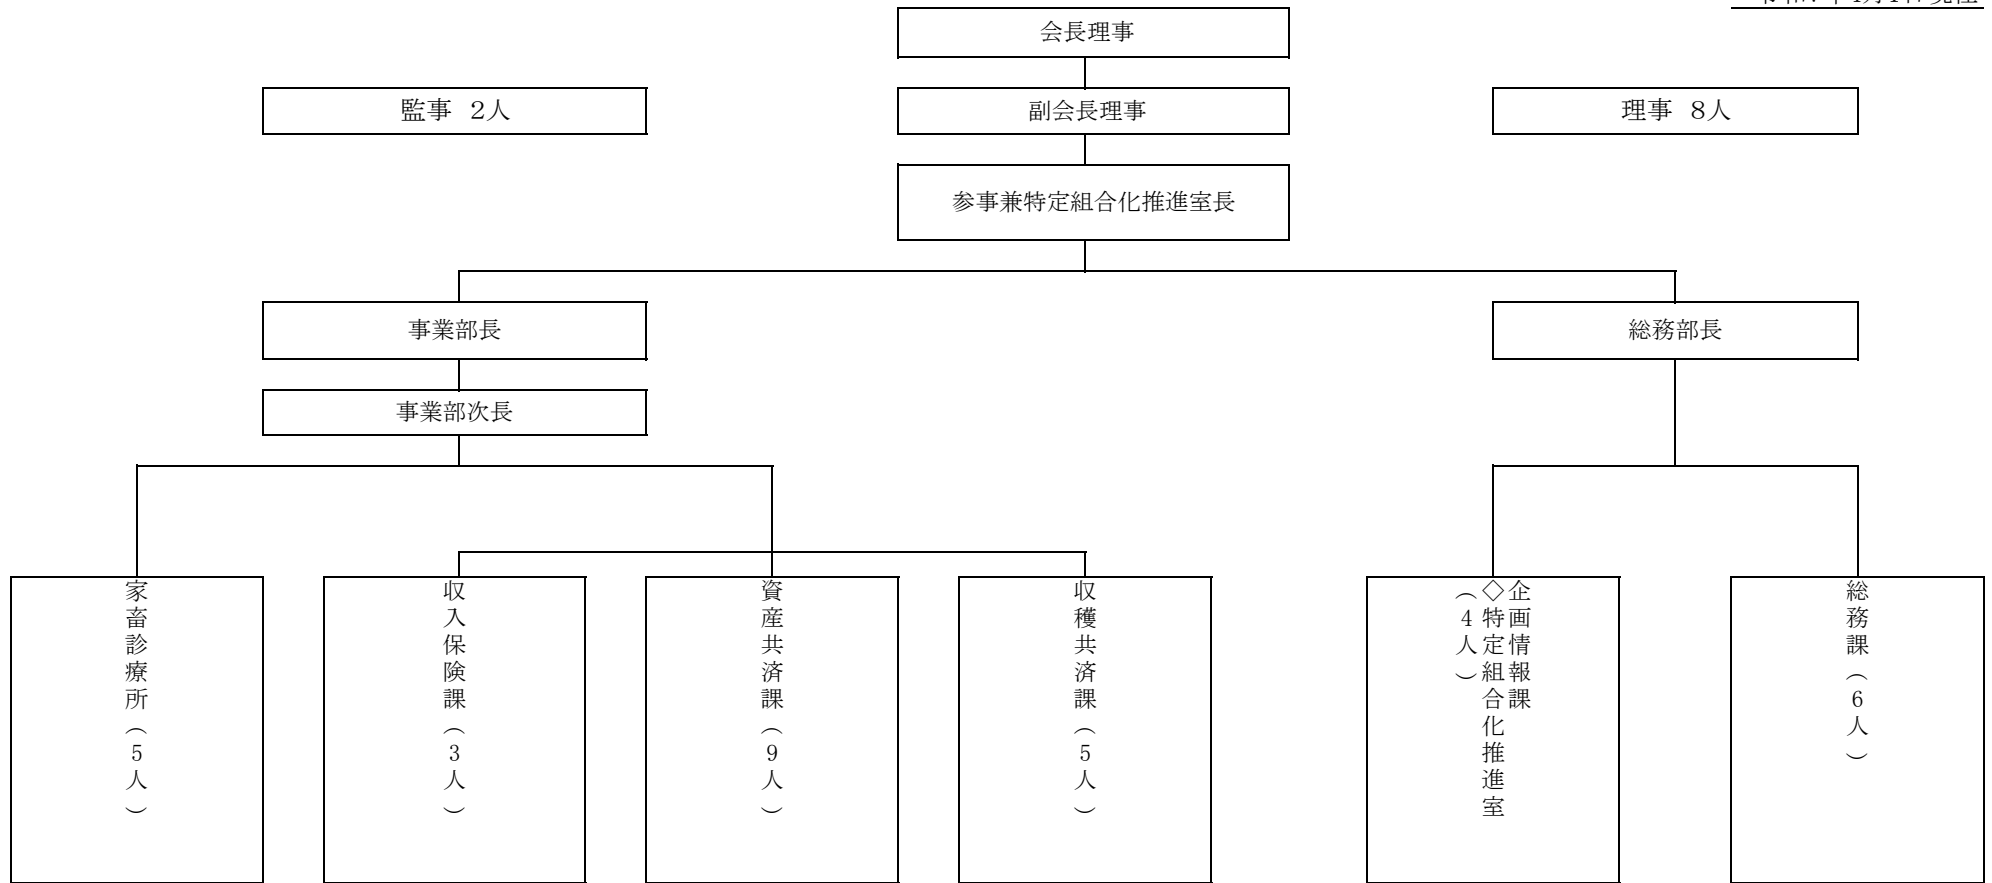 会長理事
監事 2人
副会長理事
理事 8人
参事兼特定組合化推進室長
事業部長
総務部長
事業部次長
家畜診療所（5人）
収入保険課（3人）
資産共済課（9人）
収穫共済課（5人）
企画情報課
◇特定組合化推進室
（4人）
総務課（6人）